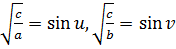 √(c/a) = sin u, √(c/b) = sin v